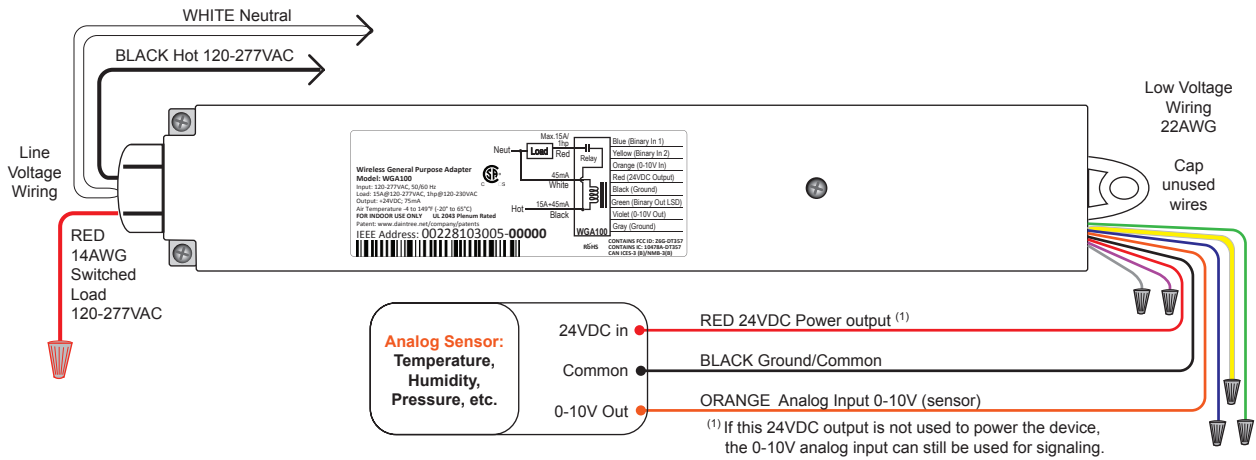 WHITE Neutral
BLACK Hot 120-277VAC
Line
Voltage
Wiring
RED
14AWG
Switched
Load
120-277VAC
Wireless General Purpose Adapter
Model: WGA100
Input: 120-277VAC, 50/60 Hz
Load: 15A@120-277VAC, 1hp@120-230VAC
Output: +24VDC; 75mA
Air Temperature -4 to 149°F (-20° to 65°C)
FOR INDOOR USE ONLY UL 2043 Plenum Rated
Patent: www.daintree.net/company/patents
IEEE Address: 00228103005-00000
Max.15A/
1hp
Neut
Load
Red
Relay
45mA
White
15A+45mA
Hot
Black
C US
Blue (Binary In 1)
Yellow (Binary In 2)
Orange (0-10V In)
Red (24VDC Output)
Black (Ground)
Green (Binary Out LSD)
Violet (0-10V Out)
Gray (Ground)
WGA100
RoHS
CONTAINS FCC ID: Z6G-DT357
CONTAINS IC: 10478A-DT357
CAN ICES-3 (B)/NMB-3(B)
Low Voltage
Wiring
22AWG
Cap
unused
wires
Analog Sensor:
Temperature,
Humidity,
Pressure, etc.
24VDC in
Common
0-10V Out
RED 24VDC Power output (1)
BLACK Ground/Common
ORANGE Analog Input 0-10V (sensor)
(1) If this 24VDC output is not used to power the device,
the 0-10V analog input can still be used for signaling.